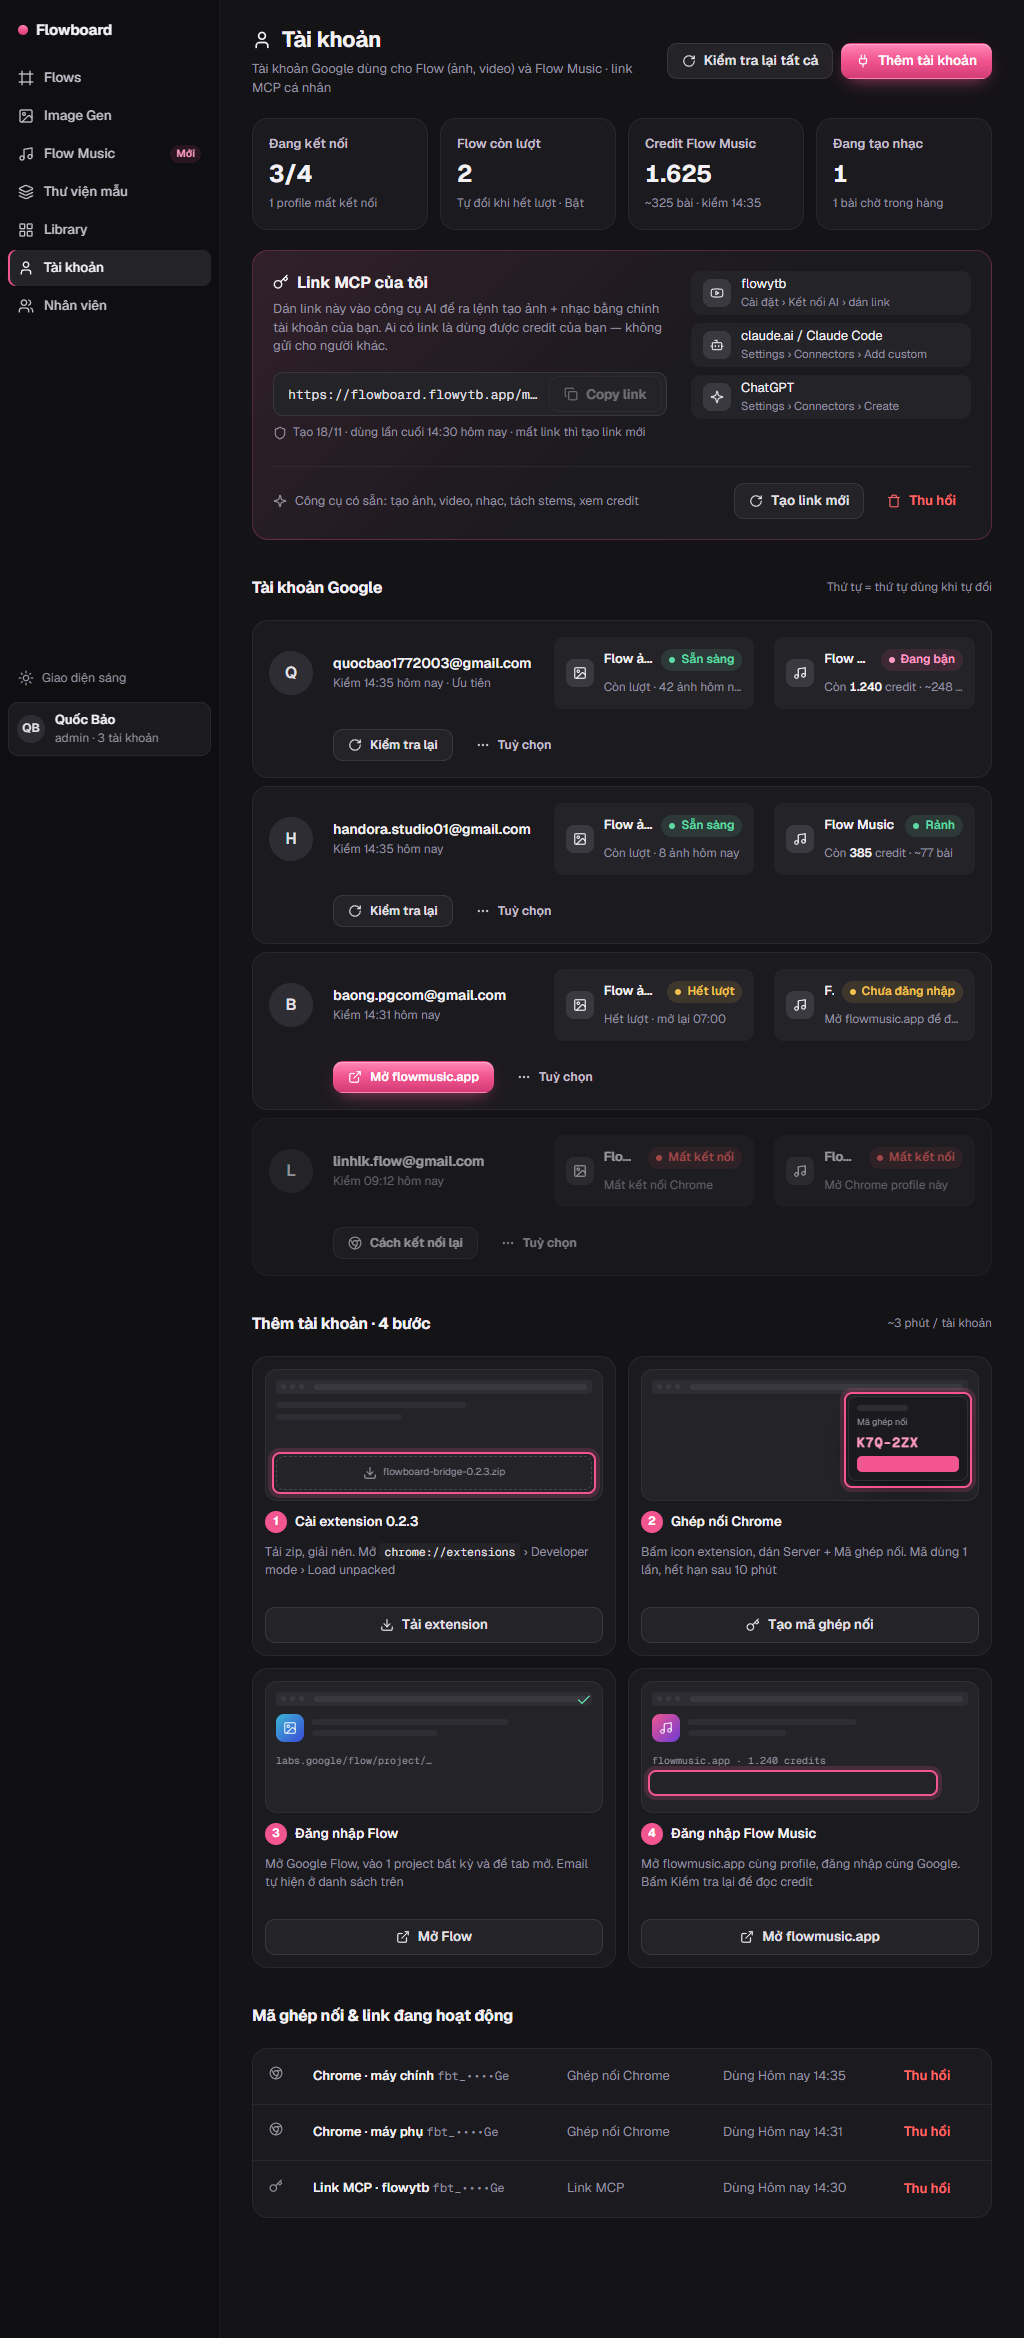 Flowboard
Flows
Image Gen
Flow Music Mới
Thư viện mẫu
Library
Tài khoản
Nhân viên
Giao diện sáng
QB
Quốc Bảo
admin · 3 tài khoản
Tài khoản
Tài khoản Google dùng cho Flow (ảnh, video) và Flow Music · link
MCP cá nhân
Kiểm tra lại tất cả
Thêm tài khoản
Đang kết nối
3/4
1 profile mất kết nối
Flow còn lượt
2
Tự đổi khi hết lượt · Bật
Credit Flow Music
1.625
~325 bài · kiểm 14:35
Đang tạo nhạc
1
1 bài chờ trong hàng
Link MCP của tôi
Dán link này vào công cụ AI để ra lệnh tạo ảnh + nhạc bằng chính
tài khoản của bạn. Ai có link là dùng được credit của bạn — không
gửi cho người khác.
https://flowboard.flowytb.app/m…
Copy link
Tạo 18/11 · dùng lần cuối 14:30 hôm nay · mất link thì tạo link mới
flowytb
Cài đặt › Kết nối AI › dán link
claude.ai / Claude Code
Settings › Connectors › Add custom
ChatGPT
Settings › Connectors › Create
Công cụ có sẵn: tạo ảnh, video, nhạc, tách stems, xem credit
Tạo link mới
Thu hồi
Tài khoản Google
Thứ tự = thứ tự dùng khi tự đổi
Q
quocbao1772003@gmail.com
Kiểm 14:35 hôm nay · Ưu tiên
Flow ả… Sẵn sàng
Còn lượt · 42 ảnh hôm n…
Flow … Đang bận
Còn 1.240 credit · ~248 …
Kiểm tra lại
Tuỳ chọn
H
handora.studio01@gmail.com
Kiểm 14:35 hôm nay
Flow ả… Sẵn sàng
Còn lượt · 8 ảnh hôm nay
Flow Music Rảnh
Còn 385 credit · ~77 bài
Kiểm tra lại
Tuỳ chọn
B
baong.pgcom@gmail.com
Kiểm 14:31 hôm nay
Flow ả… Hết lượt
Hết lượt · mở lại 07:00
F. Chưa đăng nhập
Mở flowmusic.app để đ…
Mở flowmusic.app
Tuỳ chọn
L
linhlk.flow@gmail.com
Kiểm 09:12 hôm nay
Flo… Mất kết nối
Mất kết nối Chrome
Flo… Mất kết nối
Mở Chrome profile này
Cách kết nối lại
Tuỳ chọn
Thêm tài khoản · 4 bước
~3 phút / tài khoản
flowboard-bridge-0.2.3.zip
1 Cài extension 0.2.3
Tải zip, giải nén. Mở chrome://extensions › Developer
mode › Load unpacked
Tải extension
Mã ghép nối
K7Q-2ZX
2 Ghép nối Chrome
Bấm icon extension, dán Server + Mã ghép nối. Mã dùng 1
lần, hết hạn sau 10 phút
Tạo mã ghép nối
labs.google/flow/project/…
3 Đăng nhập Flow
Mở Google Flow, vào 1 project bất kỳ và để tab mở. Email
tự hiện ở danh sách trên
Mở Flow
flowmusic.app · 1.240 credits
4 Đăng nhập Flow Music
Mở flowmusic.app cùng profile, đăng nhập cùng Google.
Bấm Kiểm tra lại để đọc credit
Mở flowmusic.app
Mã ghép nối & link đang hoạt động
Chrome · máy chính fbt_••••Ge Ghép nối Chrome Dùng Hôm nay 14:35 Thu hồi
Chrome · máy phụ fbt_••••Ge Ghép nối Chrome Dùng Hôm nay 14:31 Thu hồi
Link MCP · flowytb fbt_••••Ge Link MCP Dùng Hôm nay 14:30 Thu hồi